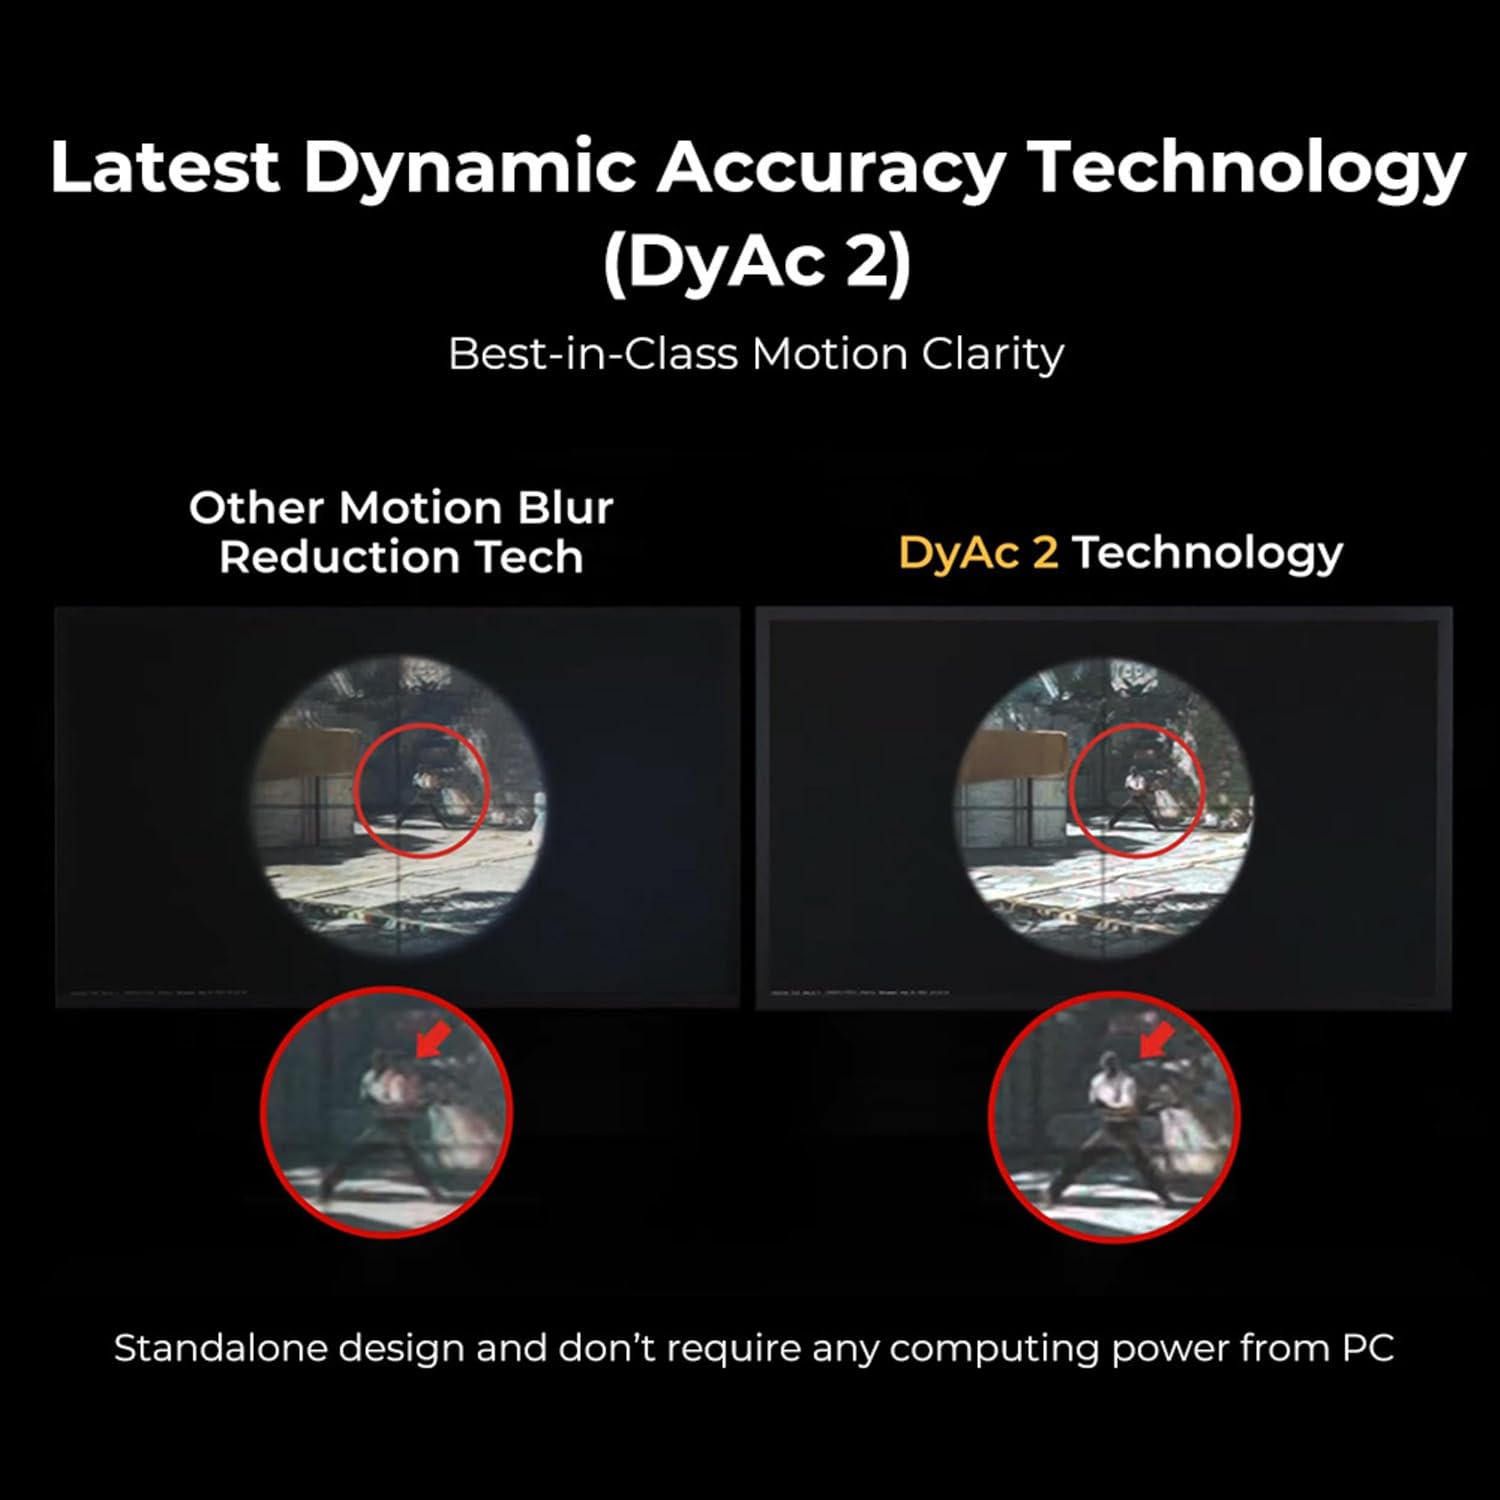 Latest Dynamic Accuracy Technology
(DyAc 2)
Best-in-Class Motion Clarity
Other Motion Blur
Reduction Tech
DyAc 2 Technology
Standalone design and don’t require any computing power from PC